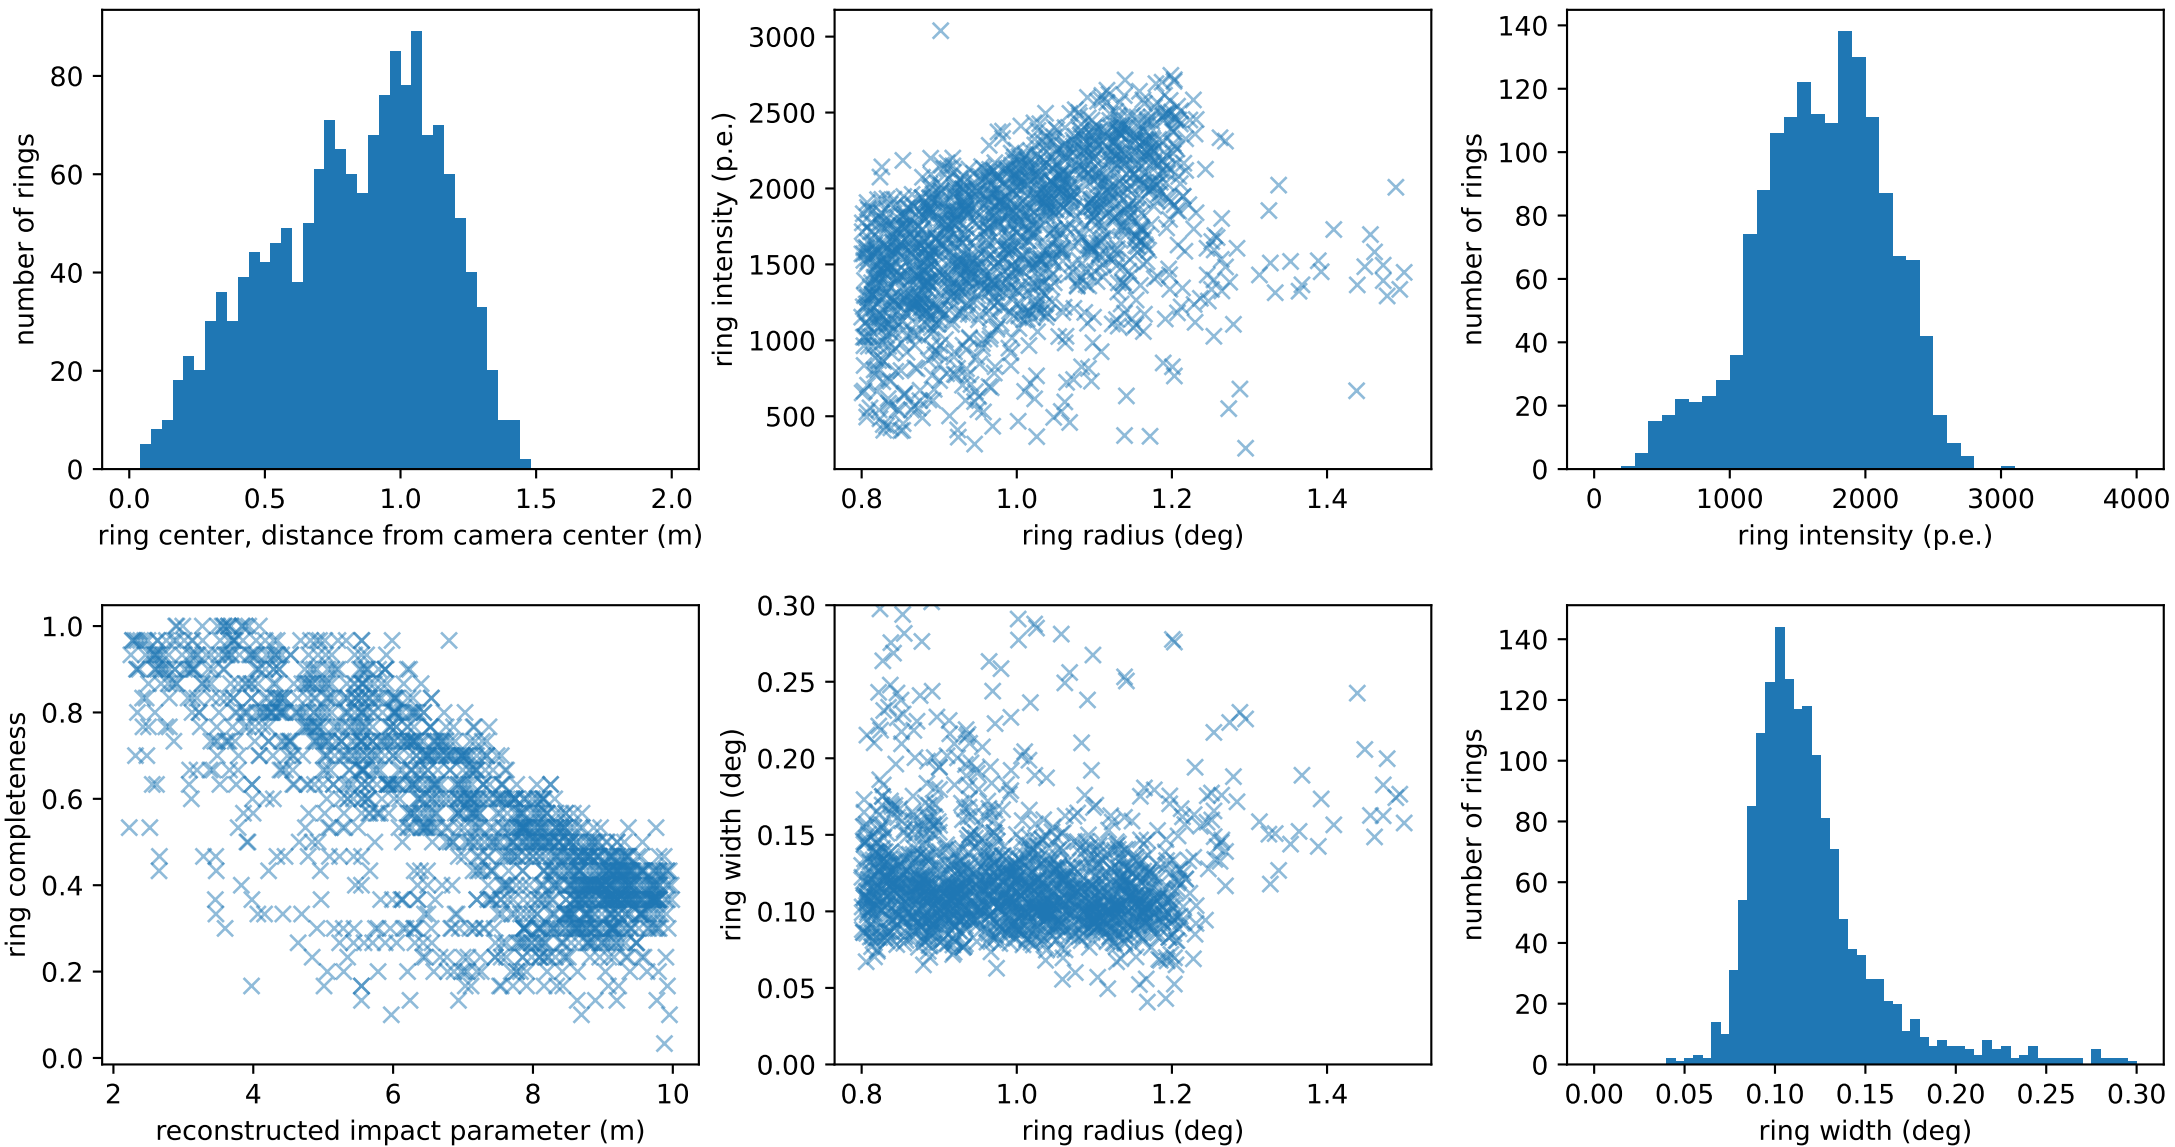 80
60
40
20
0
number of rings
0.0 0.5 1.0 1.5 2.0
ring center, distance from camera center (m)
3000
2500
2000
1500
1000
500
ring intensity (p.e.)
0.8 1.0 1.2 1.4
ring radius (deg)
140
120
100
80
60
40
20
0
number of rings
0 1000 2000 3000 4000
ring intensity (p.e.)
1.0
0.8
0.6
0.4
0.2
0.0
ring completeness
2 4 6 8 10
reconstructed impact parameter (m)
0.30
0.25
0.20
0.15
0.10
0.05
0.00
ring width (deg)
0.8 1.0 1.2 1.4
ring radius (deg)
140
120
100
80
60
40
20
0
number of rings
0.00 0.05 0.10 0.15 0.20 0.25 0.30
ring width (deg)